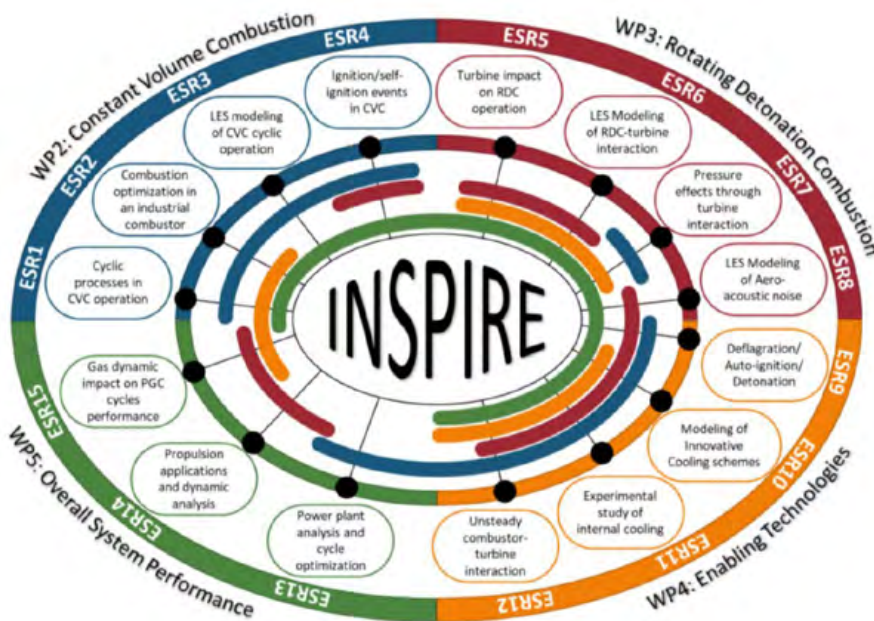 WP2: Constant Volume Combustion
WP3: Rotating Detonation Combustion
WP4: Enabling Technologies
WP5: Overall System Performance
ESR1
ESR2
ESR3
ESR4
ESR5
ESR6
ESR7
ESR8
ESR9
ESR10
ESR11
ESR12
ESR13
ESR14
ESR15
Cyclic
processes in
CVC operation
Combustion
optimization in
an industrial
combustor
LES modeling
of CVC cyclic
operation
Ignition/self-
ignition events
in CVC
Turbine impact
on RDC
operation
LES Modeling
of RDC-turbine
interaction
Pressure
effects through
turbine
interaction
LES Modeling
of Aero-
acoustic noise
Deflagration/
Auto-ignition/
Detonation
Modeling of
Innovative
Cooling schemes
Experimental
study of
internal cooling
Unsteady
combustor-
turbine
interaction
Power plant
analysis and
cycle
optimization
Propulsion
applications
and dynamic
analysis
Gas dynamic
impact on PGC
cycles
performance
INSPIRE